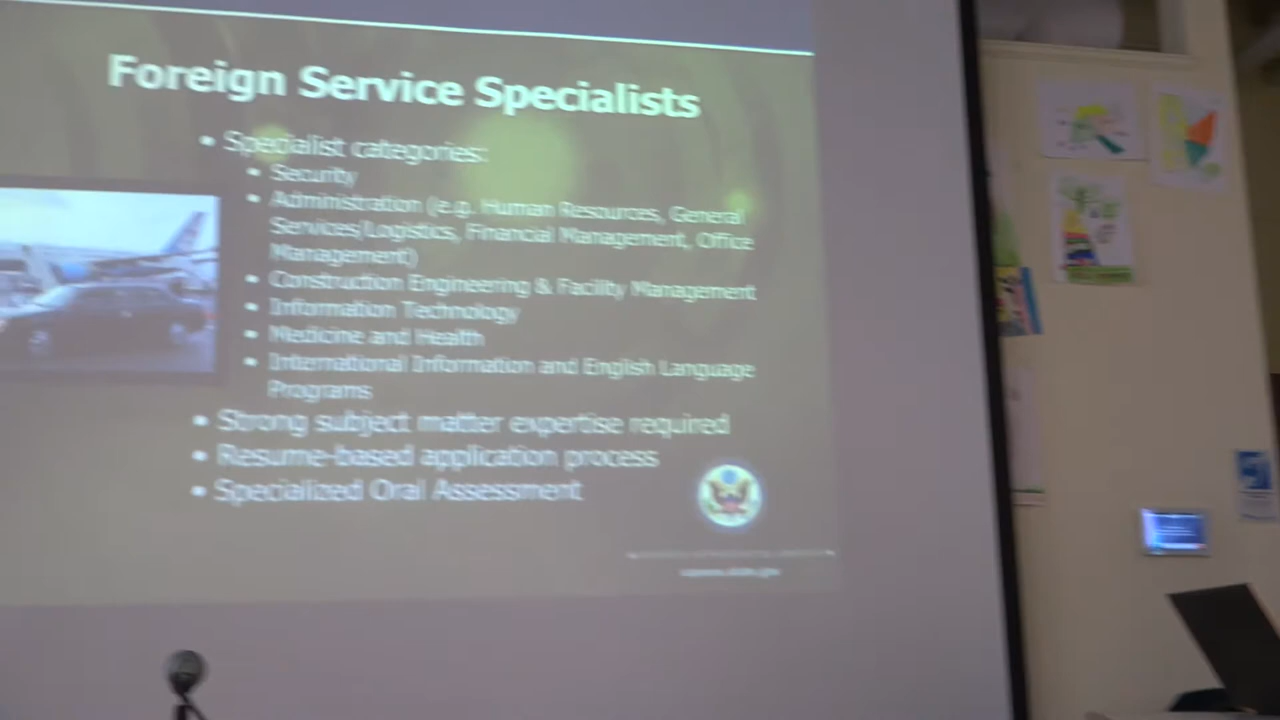 Foreign Service Specialists
• Specialist categories:
• Security
• Administration (e.g. Human Resources, General
Services/Logistics, Financial Management, Office
Management)
• Construction Engineering & Facility Management
• Information Technology
• Medicine and Health
• International Information and English Language
Programs
• Strong subject matter expertise required
• Resume-based application process
• Specialized Oral Assessment